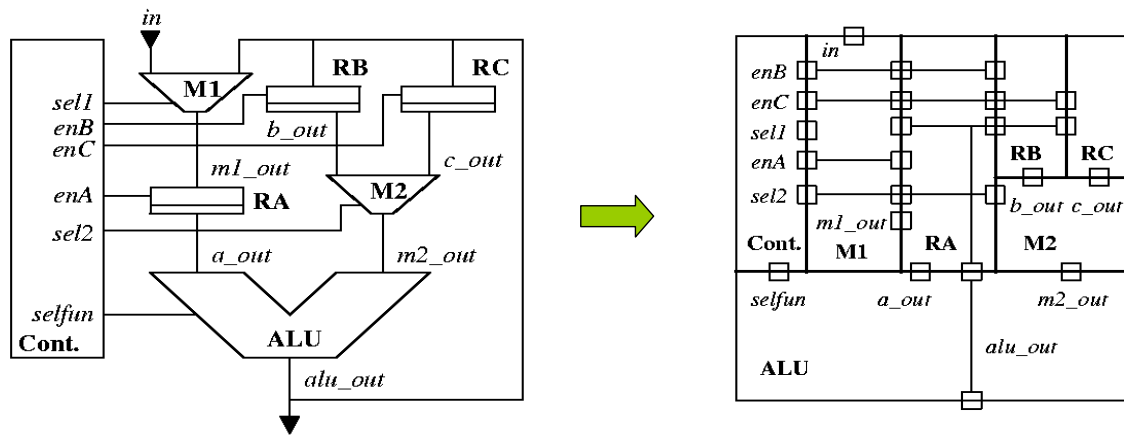 in
M1
RB
RC
sel1
enB
enC
b_out
c_out
m1_out
enA
RA
M2
sel2
a_out
m2_out
selfun
ALU
Cont.
alu_out
in
enB
enC
sel1
enA
RB
RC
sel2
b_out
c_out
m1_out
Cont.
M1
RA
M2
selfun
a_out
m2_out
alu_out
ALU